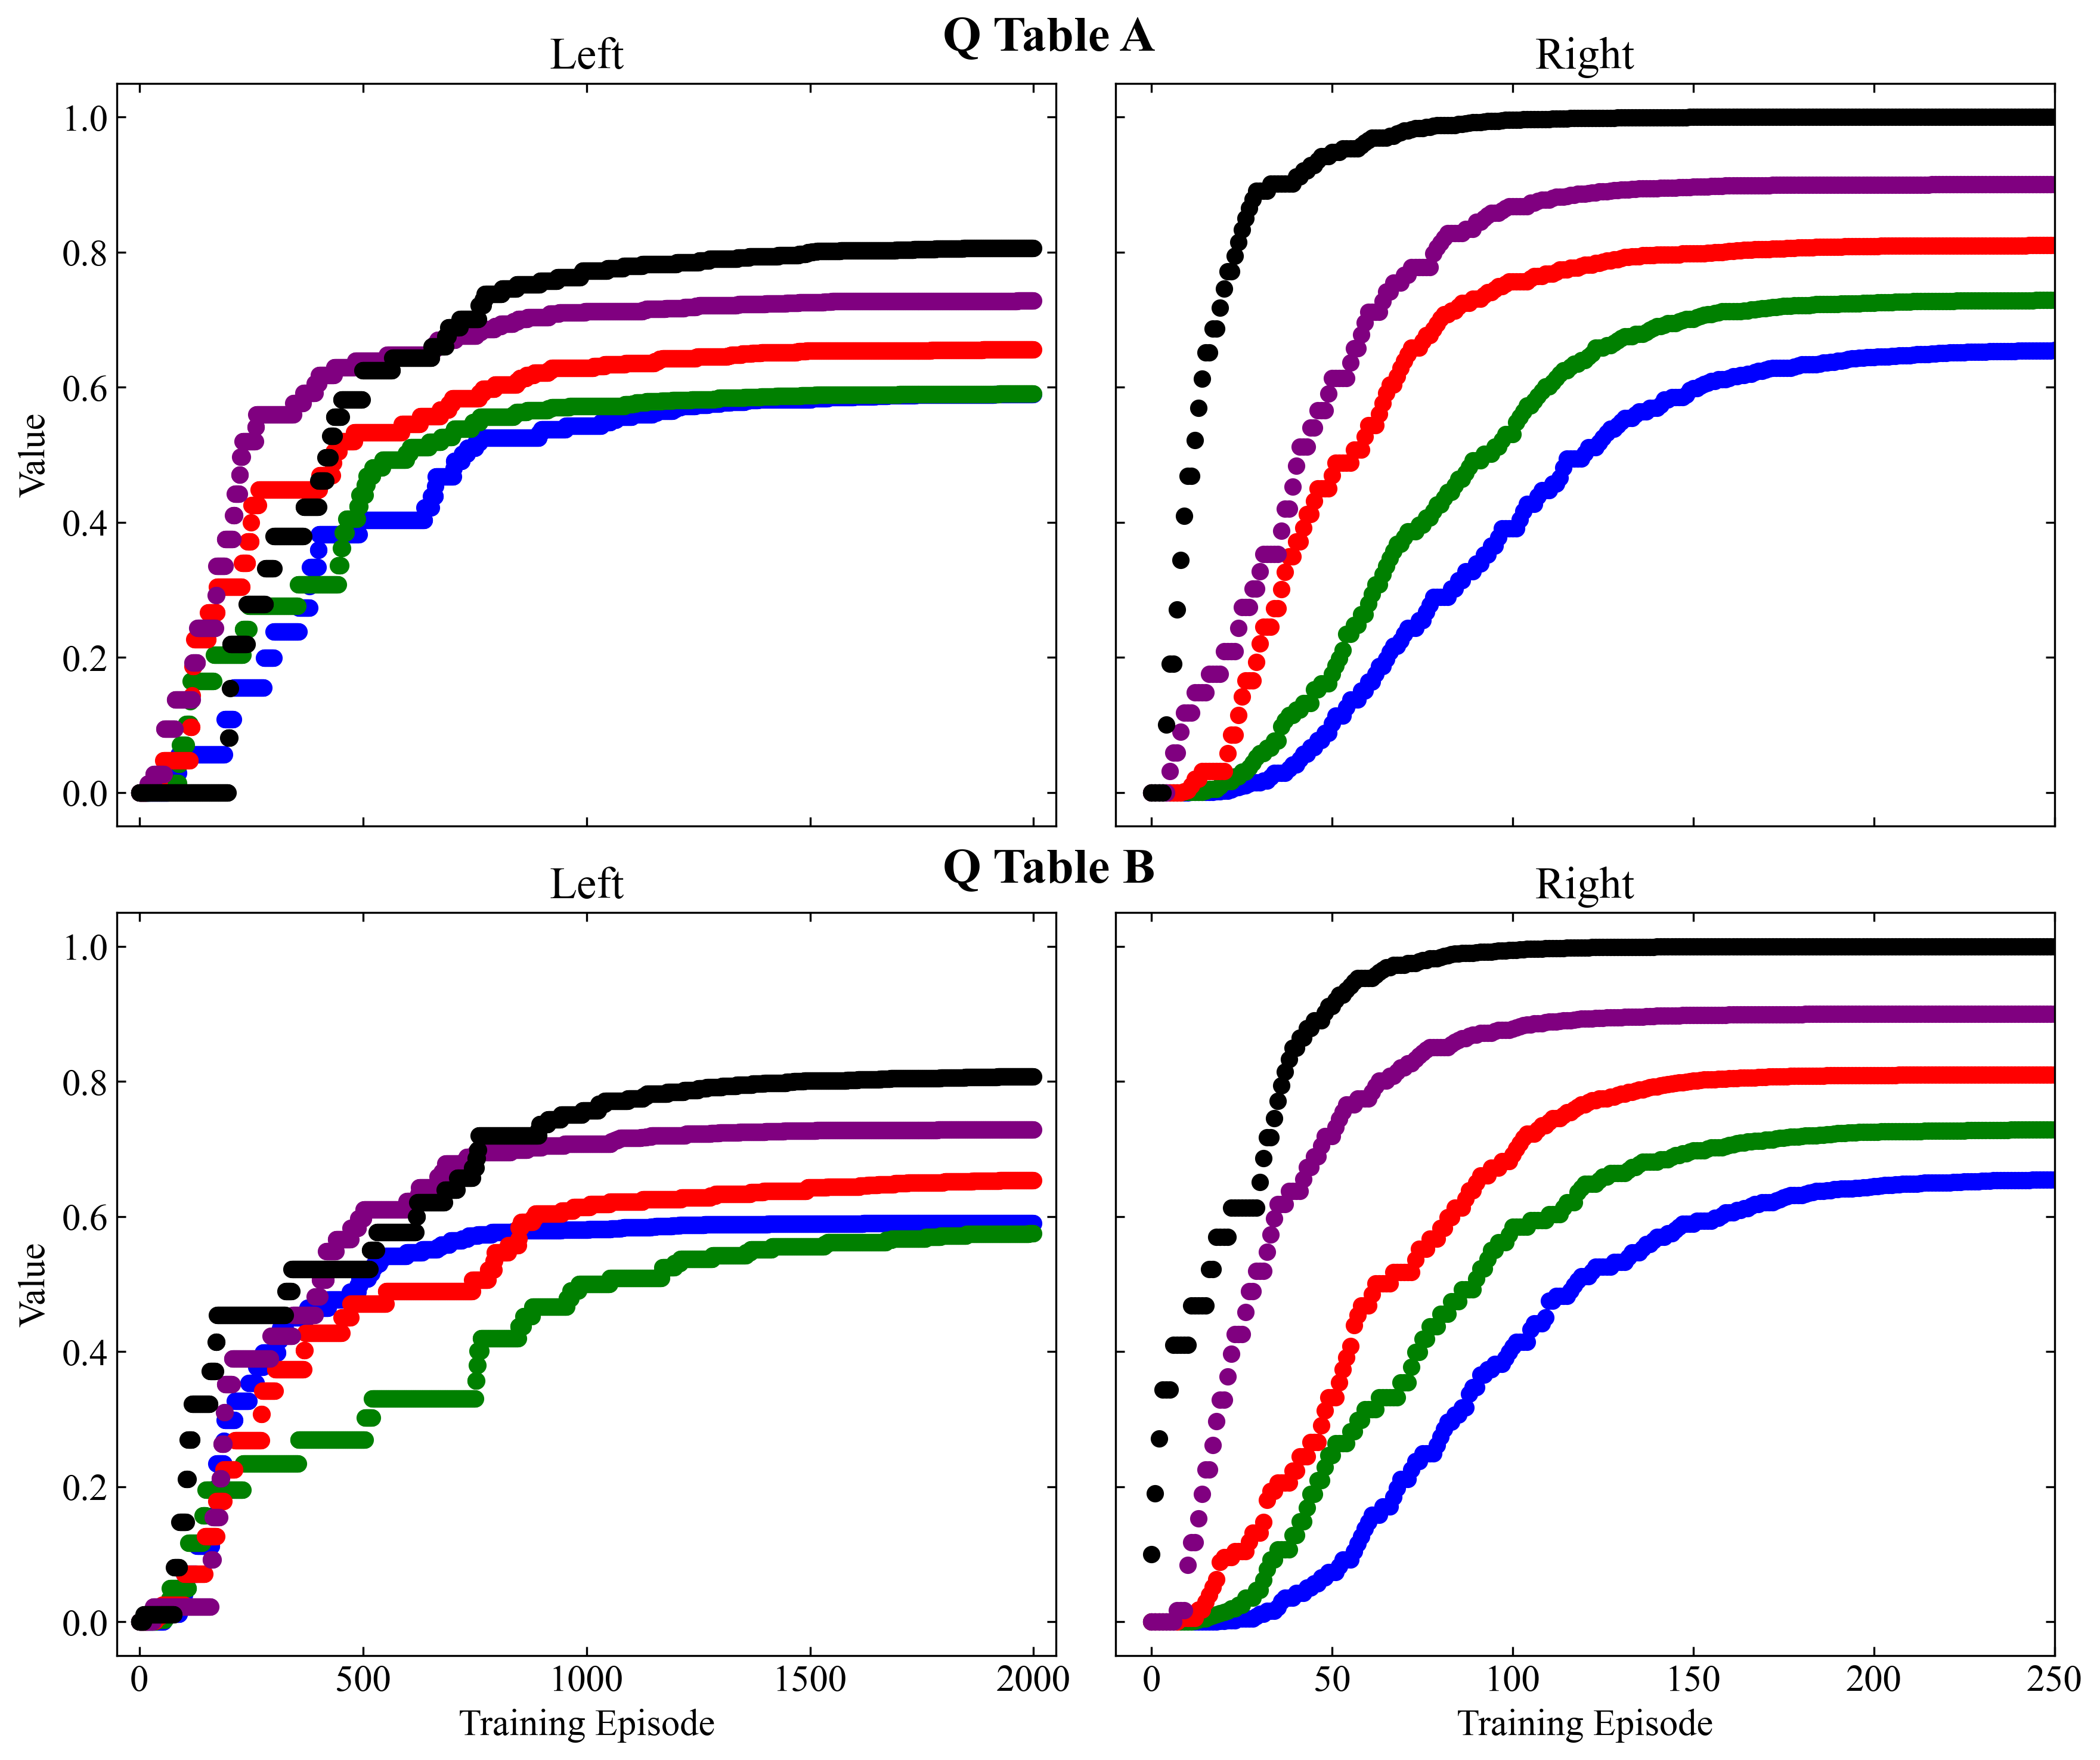 Q Table A
Left
Right
1.0
0.8
0.6
0.4
0.2
0.0
Value
Q Table B
Left
Right
1.0
0.8
0.6
0.4
0.2
0.0
Value
0 500 1000 1500 2000
0 50 100 150 200 250
Training Episode
Training Episode